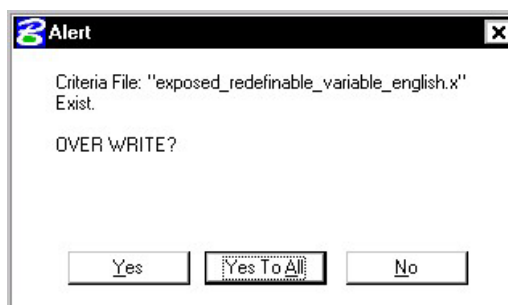 Alert
Criteria File: "exposed_redefinable_variable_english.x"
Exist.
OVER WRITE?
Yes
Yes To All
No